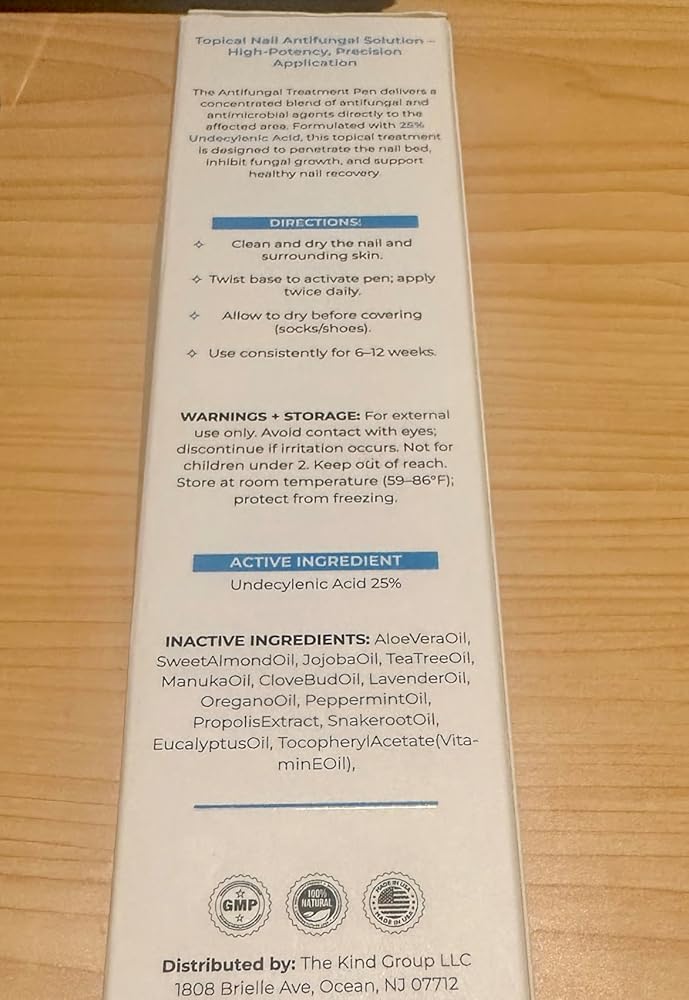 Topical Nail Antifungal Solution –
High-Potency, Precision
Application
The Antifungal Treatment Pen delivers a
concentrated blend of antifungal and
antimicrobial agents directly to the
affected area. Formulated with 25%
Undecylenic Acid, this topical treatment
is designed to penetrate the nail bed,
inhibit fungal growth, and support
healthy nail recovery.
DIRECTIONS:
✧ Clean and dry the nail and
surrounding skin.
✧ Twist base to activate pen; apply
twice daily.
✧ Allow to dry before covering
(socks/shoes).
✧ Use consistently for 6–12 weeks.
WARNINGS + STORAGE: For external
use only. Avoid contact with eyes;
discontinue if irritation occurs. Not for
children under 2. Keep out of reach.
Store at room temperature (59–86°F);
protect from freezing.
ACTIVE INGREDIENT
Undecylenic Acid 25%
INACTIVE INGREDIENTS: AloeVeraOil,
SweetAlmondOil, JojobaOil, TeaTreeOil,
ManukaOil, CloveBudOil, LavenderOil,
OreganoOil, PeppermintOil,
PropolisExtract, SnakerootOil,
EucalyptusOil, TocopherylAcetate(Vita-
minEOil),
GMP
100%
NATURAL
MADE IN USA
MADE IN USA
Distributed by: The Kind Group LLC
1808 Brielle Ave, Ocean, NJ 07712